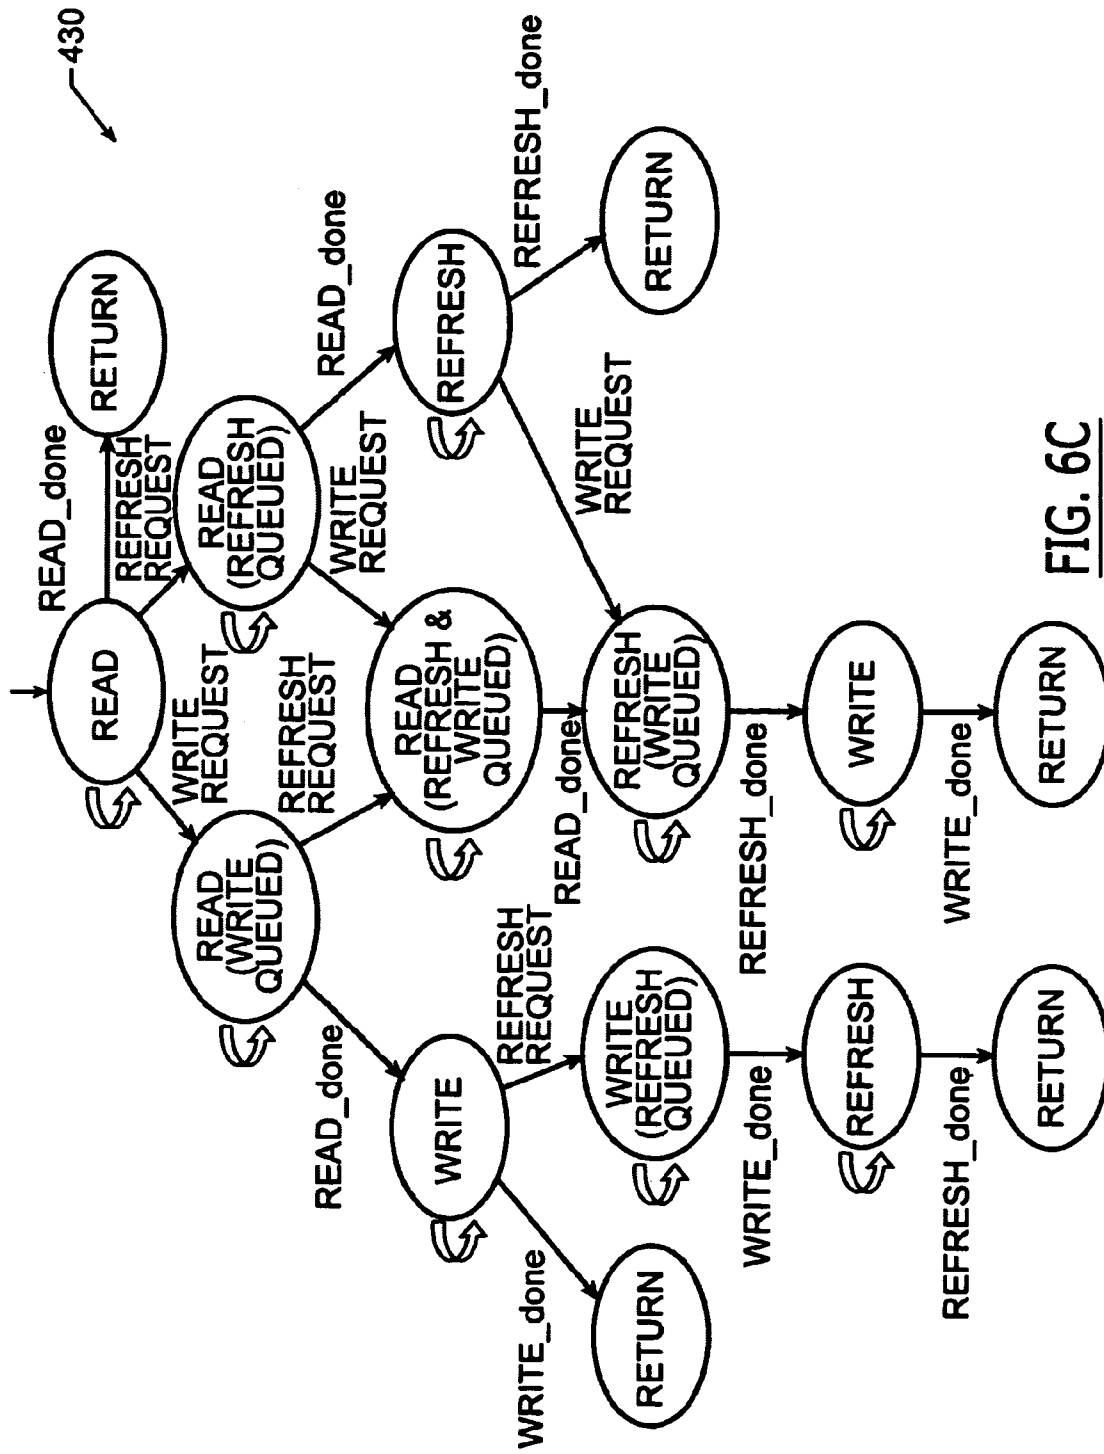 430
READ
READ_done
RETURN
WRITE
REQUEST
REFRESH
REQUEST
READ
(WRITE
QUEUED)
READ
(REFRESH
QUEUED)
READ_done
REFRESH
REQUEST
WRITE
REQUEST
READ_done
WRITE
READ
(REFRESH &
WRITE
QUEUED)
REFRESH
WRITE_done
REFRESH
REQUEST
READ_done
WRITE
REQUEST
REFRESH_done
RETURN
WRITE
(REFRESH
QUEUED)
REFRESH
(WRITE
QUEUED)
RETURN
WRITE_done
REFRESH_done
REFRESH
WRITE
REFRESH_done
WRITE_done
RETURN
RETURN
FIG. 6C